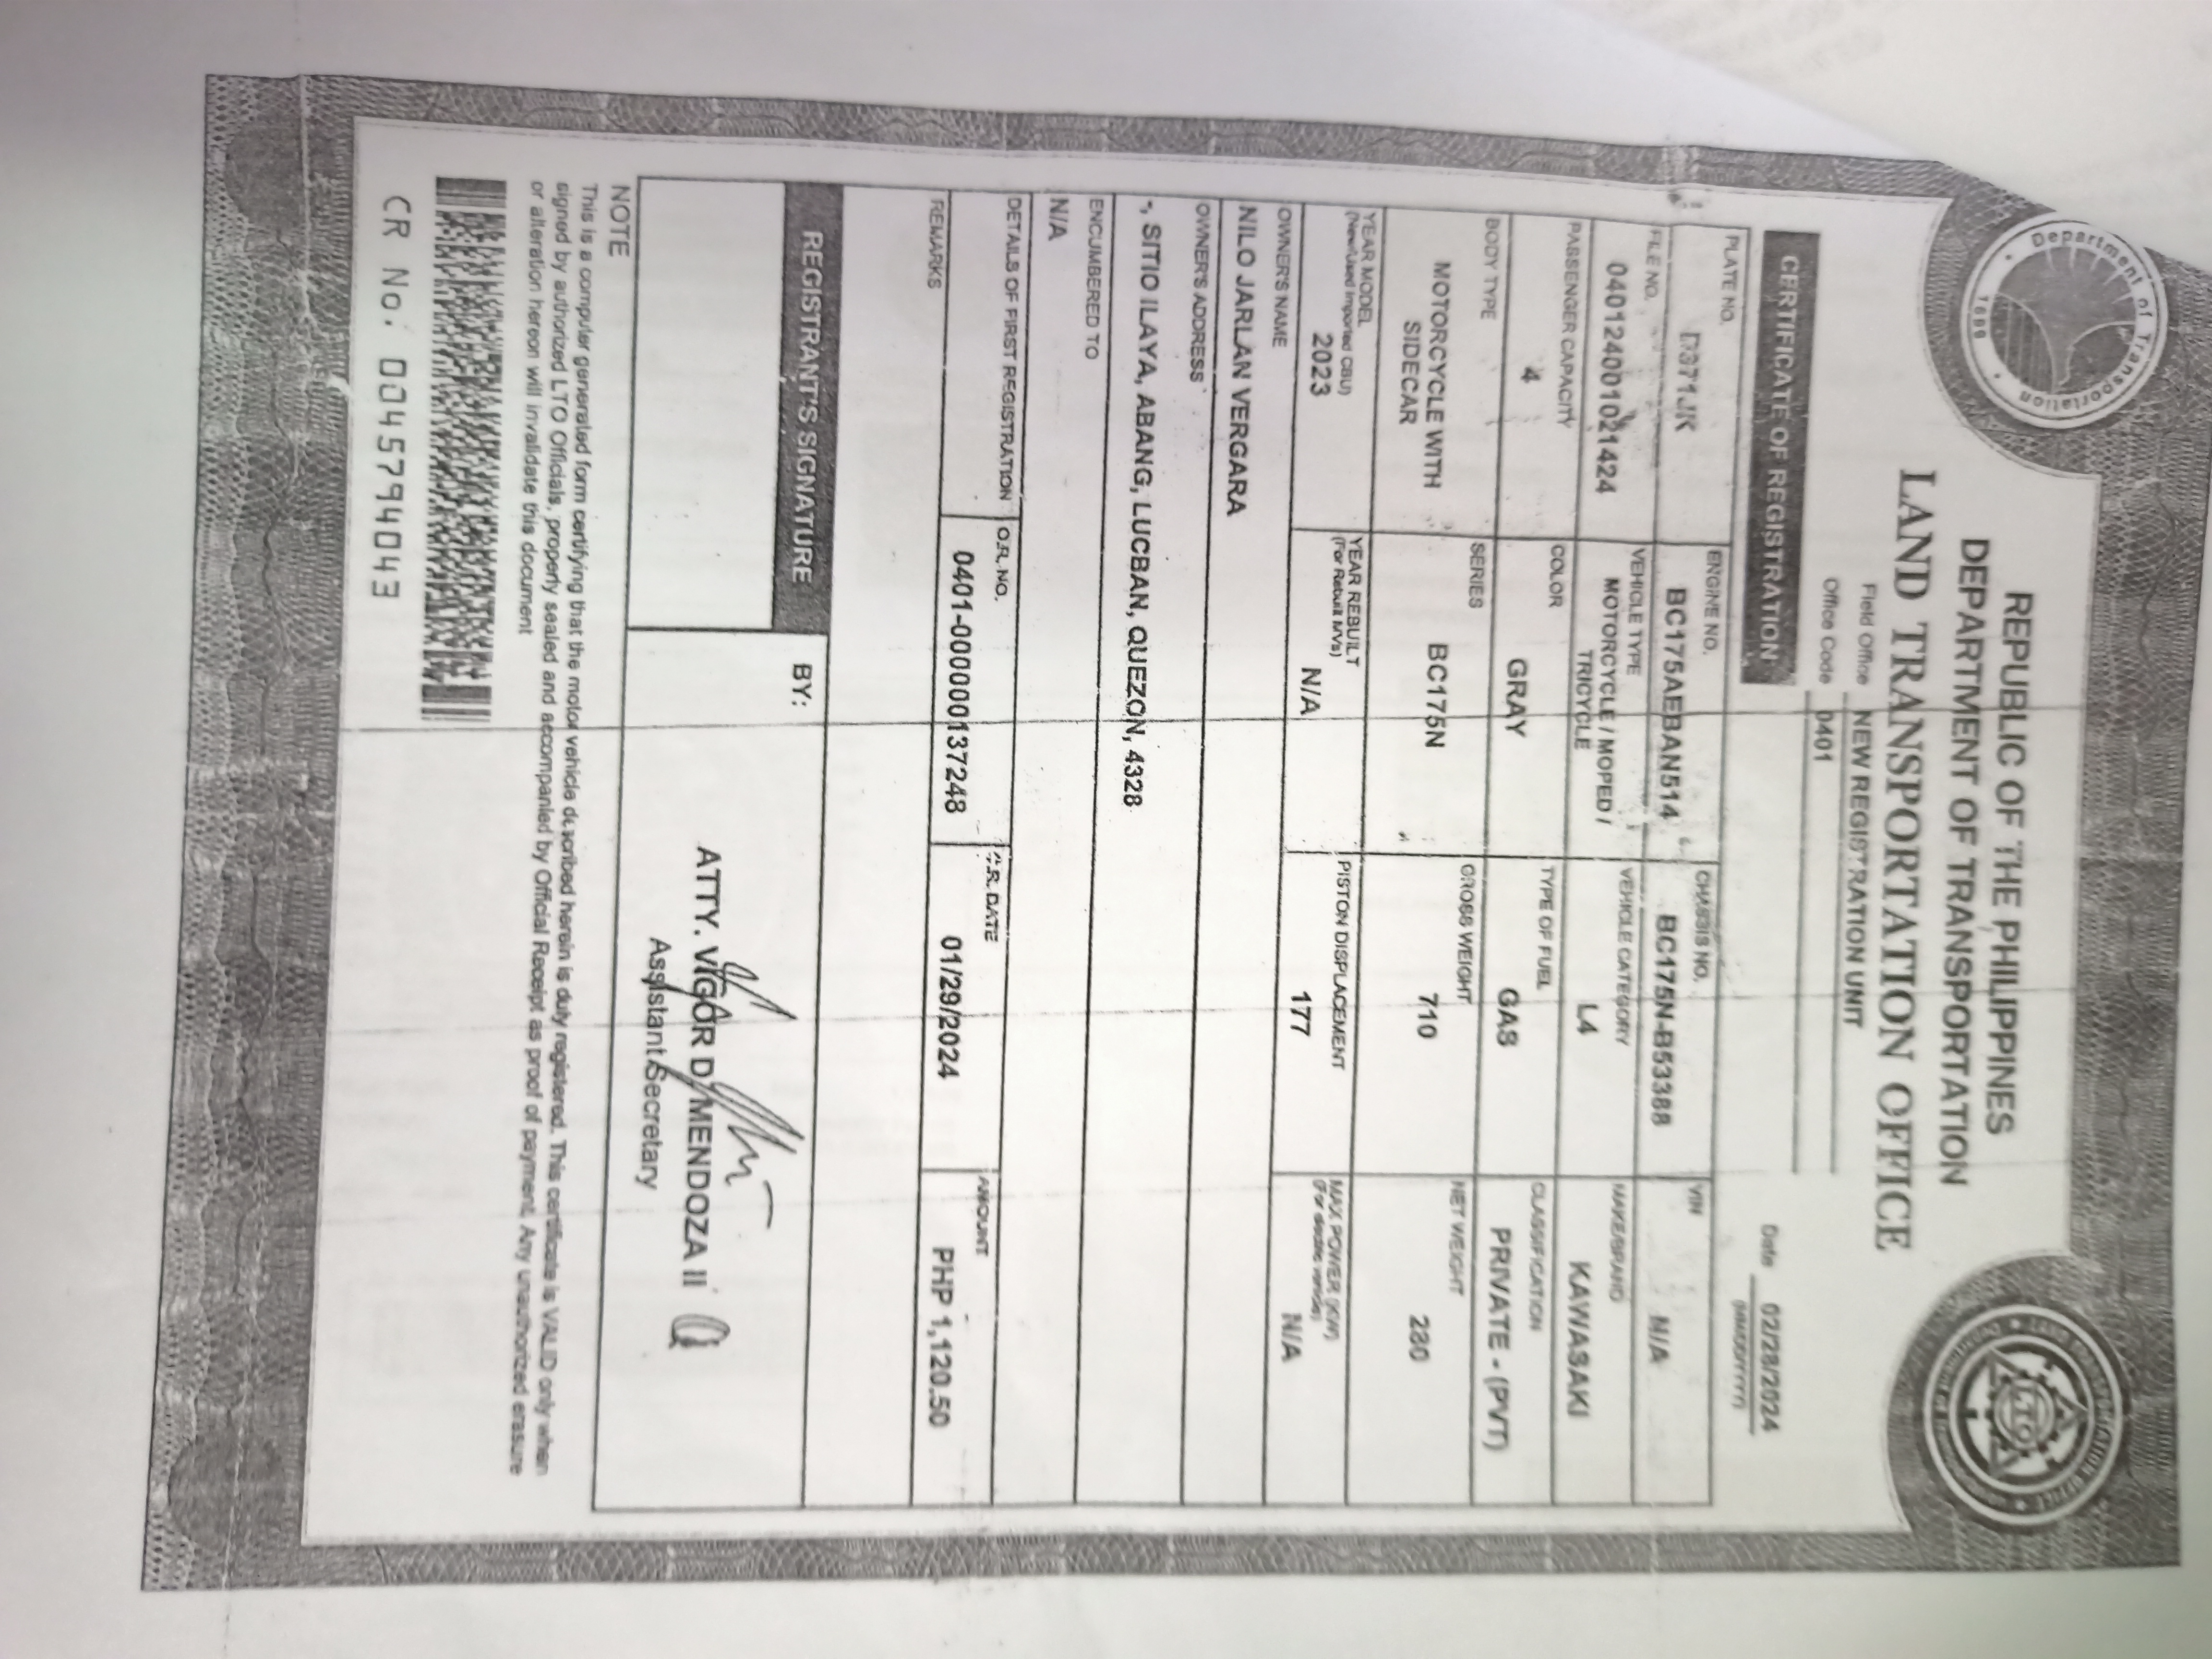 Department of Transportation
1899
LTO
REPUBLIC OF THE PHILIPPINES
DEPARTMENT OF TRANSPORTATION
LAND TRANSPORTATION OFFICE
Field Office NEW REGISTRATION UNIT
Office Code 0401
CERTIFICATE OF REGISTRATION
Date 02/28/2024
(MM/DD/YYYY)
PLATE NO. ENGINE NO. CHASSIS NO. VIN
D371JK BC175AEBAN514 BC175N-B53388 N/A
FILE NO. VEHICLE TYPE VEHICLE CATEGORY MAKE/BRAND
040124001021424 MOTORCYCLE / MOPED / TRICYCLE L4 KAWASAKI
PASSENGER CAPACITY COLOR TYPE OF FUEL CLASSIFICATION
4 GRAY GAS PRIVATE - (PVT)
BODY TYPE SERIES GROSS WEIGHT NET WEIGHT
MOTORCYCLE WITH SIDECAR BC175N 710 280
YEAR MODEL YEAR REBUILT PISTON DISPLACEMENT MAX POWER (KW)
(New/Used Imported CBU) (For Rebuilt MVs) (For electric vehicle)
2023 N/A 177 N/A
OWNER'S NAME
NILO JARLAN VERGARA
OWNER'S ADDRESS
-, SITIO ILAYA, ABANG, LUCBAN, QUEZON, 4328
ENCUMBERED TO
N/A
DETAILS OF FIRST REGISTRATION O.R. NO. O.R. DATE AMOUNT
0401-000000137248 01/29/2024 PHP 1,120.50
REMARKS
REGISTRANT'S SIGNATURE
BY:
ATTY. VIGOR D. MENDOZA II
Assistant Secretary
NOTE
This is a computer generated form certifying that the motor vehicle described herein is duly registered. This certificate is VALID only when
signed by authorized LTO Officials, properly sealed and accompanied by Official Receipt as proof of payment. Any unauthorized erasure
or alteration hereon will invalidate this document
CR No. 0045794043